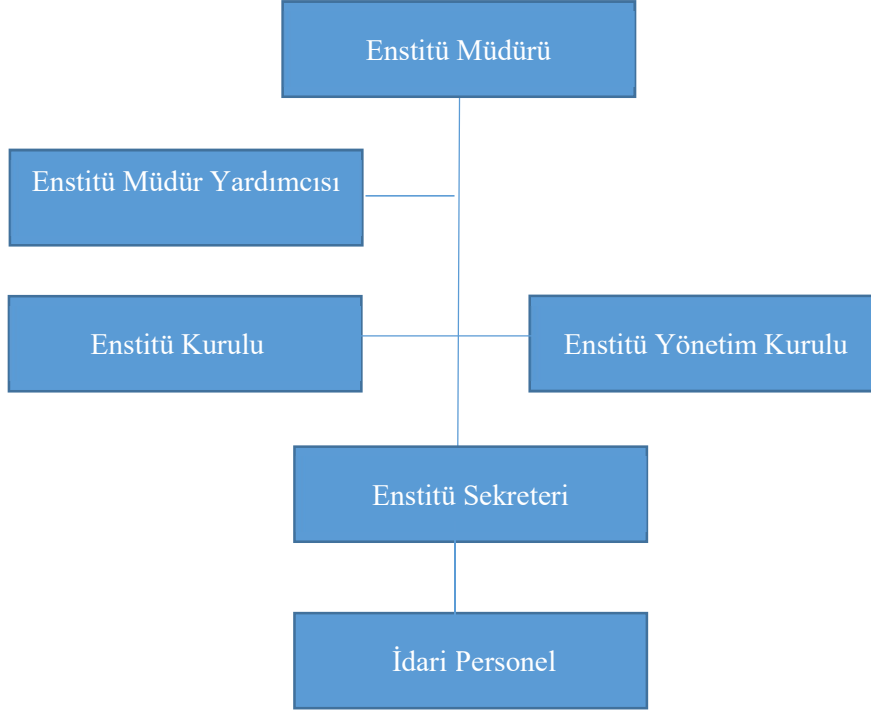 Enstitü Müdürü
Enstitü Müdür Yardımcısı
Enstitü Kurulu
Enstitü Yönetim Kurulu
Enstitü Sekreteri
İdari Personel